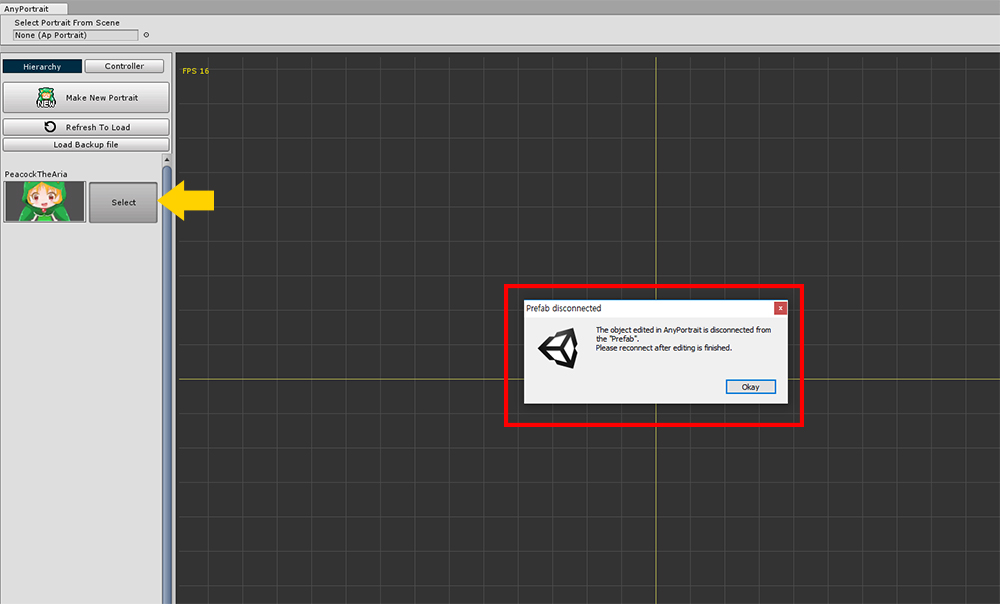 AnyPortrait
Select Portrait From Scene
None (Ap Portrait)
Hierarchy
Controller
FPS 16
NEW
Make New Portrait
Refresh To Load
Load Backup file
PeacockTheAria
Select
Prefab disconnected
x
The object edited in AnyPortrait is disconnected from
the "Prefab".
Please reconnect after editing is finished.
Okay